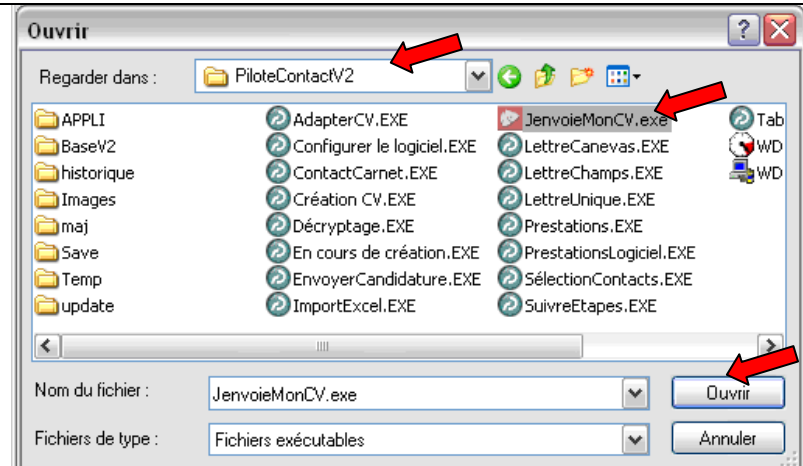 Ouvrir
Regarder dans :
PiloteContactV2
APPLI
BaseV2
historique
Images
maj
Save
Temp
update
AdapterCV.EXE
Configurer le logiciel.EXE
ContactCarnet.EXE
Création CV.EXE
Décryptage.EXE
En cours de création.EXE
EnvoyerCandidature.EXE
ImportExcel.EXE
JenvoieMonCV.exe
LettreCanevas.EXE
LettreChamps.EXE
LettreUnique.EXE
Prestations.EXE
PrestationsLogiciel.EXE
SélectionContacts.EXE
SuivreEtapes.EXE
Tab
WD
WD
Nom du fichier :
JenvoieMonCV.exe
Ouvrir
Fichiers de type :
Fichiers exécutables
Annuler